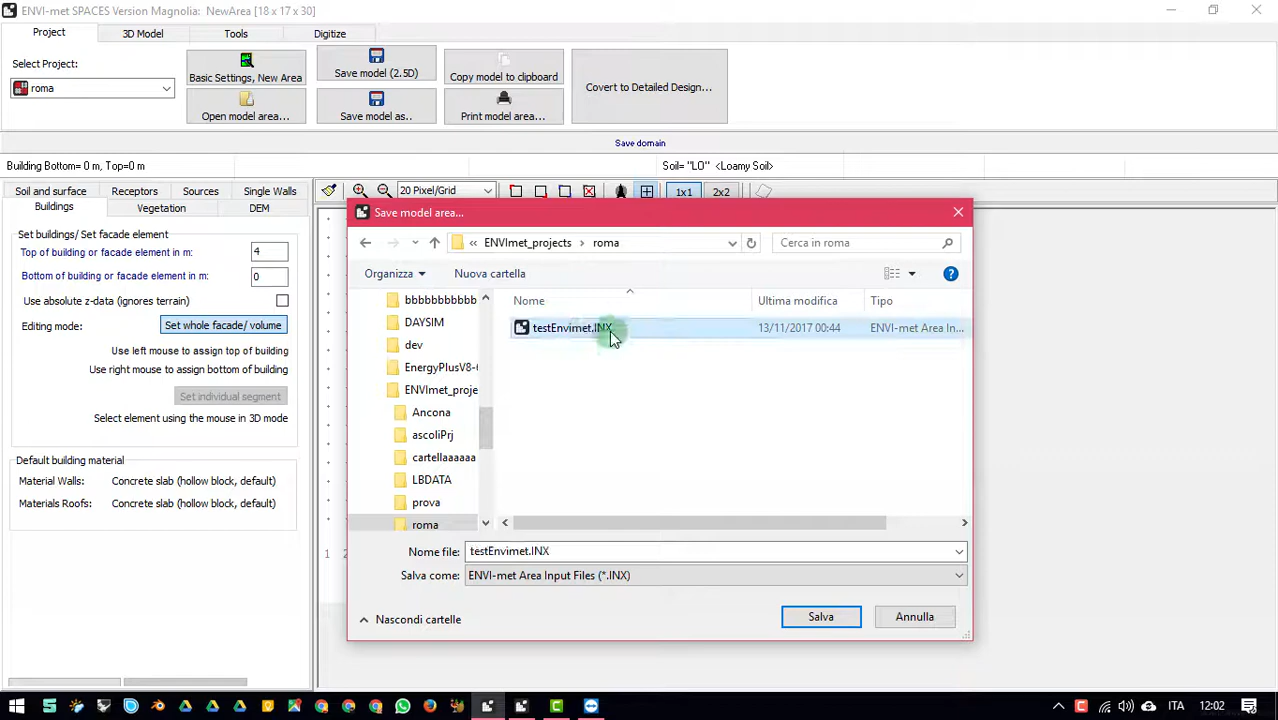 ENVI-met SPACES Version Magnolia: NewArea [18 x 17 x 30]
Project 3D Model Tools Digitize
Select Project:
roma
Basic Settings, New Area
Open model area...
Save model (2.5D)
Save model as..
Copy model to clipboard
Print model area...
Covert to Detailed Design...
Save domain
Building Bottom= 0 m, Top=0 m
Soil= "LO" <Loamy Soil>
Soil and surface Receptors Sources Single Walls
Buildings Vegetation DEM
20 Pixel/Grid
1x1 2x2
Set buildings/ Set facade element
Top of building or facade element in m: 4
Bottom of building or facade element in m: 0
Use absolute z-data (ignores terrain)
Editing mode: Set whole facade/ volume
Use left mouse to assign top of building
Use right mouse to assign bottom of building
Set individual segment
Select element using the mouse in 3D mode
Default building material
Material Walls: Concrete slab (hollow block, default)
Materials Roofs: Concrete slab (hollow block, default)
Save model area...
« ENVImet_projects › roma
Cerca in roma
Organizza
Nuova cartella
bbbbbbbbbbb
DAYSIM
dev
EnergyPlusV8-
ENVImet_proje
Ancona
ascoliPrj
cartellaaaaaa
LBDATA
prova
roma
Nome Ultima modifica Tipo
testEnvimet.INX 13/11/2017 00:44 ENVI-met Area In...
Nome file: testEnvimet.INX
Salva come: ENVI-met Area Input Files (*.INX)
Nascondi cartelle
Salva
Annulla
1 2
ITA 12:02